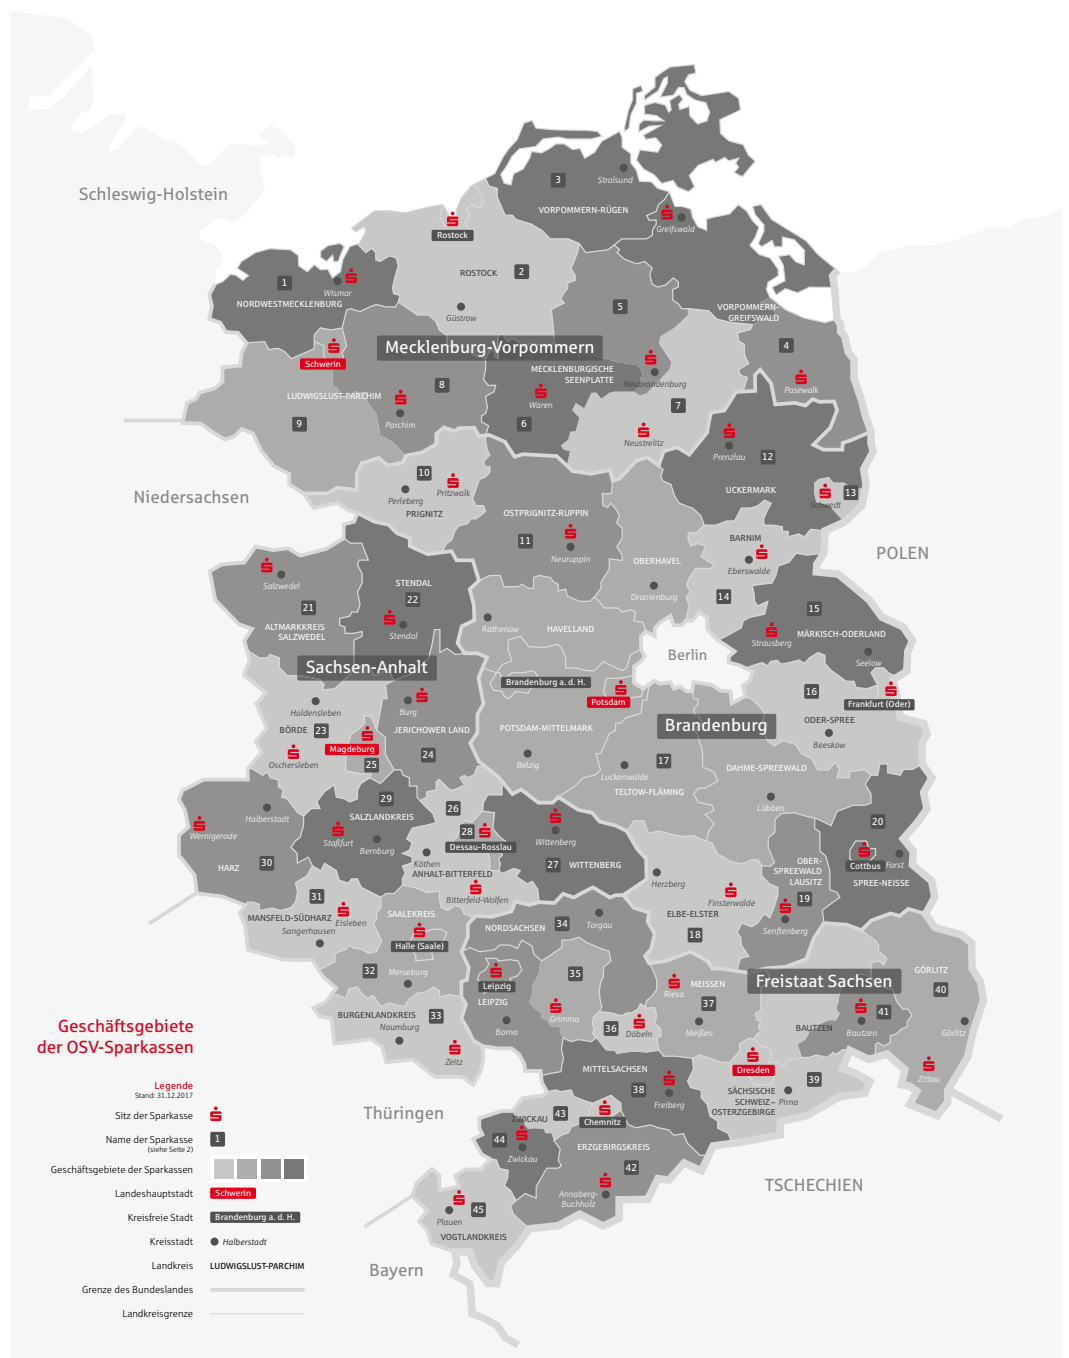 Schleswig-Holstein
3
Stralsund
VORPOMMERN-RÜGEN
Greifswald
Rostock
ROSTOCK
2
Güstrow
1
Wismar
NORDWESTMECKLENBURG
5
VORPOMMERN-
GREIFSWALD
4
Pasewalk
Schwerin
Mecklenburg-Vorpommern
MECKLENBURGISCHE
SEENPLATTE
Neubrandenburg
8
LUDWIGSLUST-PARCHIM
Parchim
9
Waren
6
7
Neustrelitz
Prenzlau
12
UCKERMARK
13
Schwedt
Niedersachsen
10
Perleberg
Pritzwalk
PRIGNITZ
OSTPRIGNITZ-RUPPIN
11
Neuruppin
OBERHAVEL
Oranienburg
BARNIM
Eberswalde
14
POLEN
Salzwedel
21
ALTMARKKREIS
SALZWEDEL
STENDAL
22
Stendal
Rathenow
HAVELLAND
15
Strausberg
MÄRKISCH-ODERLAND
Seelow
Berlin
Sachsen-Anhalt
Brandenburg a. d. H.
Potsdam
16
Frankfurt (Oder)
Haldensleben
Burg
BÖRDE
23
Magdeburg
JERICHOWER LAND
POTSDAM-MITTELMARK
Brandenburg
ODER-SPREE
Beeskow
Oschersleben
25
24
Belzig
17
Luckenwalde
TELTOW-FLÄMING
DAHME-SPREEWALD
Lübben
29
SALZLANDKREIS
Halberstadt
Wernigerode
Staßfurt
Bernburg
26
28
Dessau-Rosslau
Köthen
ANHALT-BITTERFELD
Wittenberg
27
WITTENBERG
20
Cottbus
Forst
SPREE-NEISSE
HARZ
30
Bitterfeld-Wolfen
Herzberg
Finsterwalde
ELBE-ELSTER
18
OBER-
SPREEWALD
LAUSITZ
19
Senftenberg
31
MANSFELD-SÜDHARZ
Eisleben
Sangerhausen
SAALEKREIS
Halle (Saale)
32
Merseburg
NORDSACHSEN
34
Torgau
Leipzig
LEIPZIG
35
Grimma
Borna
Riesa
MEISSEN
37
Meißen
Freistaat Sachsen
GÖRLITZ
40
BAUTZEN
Bautzen
41
Görlitz
Zittau
BURGENLANDKREIS
33
Naumburg
Zeitz
36
Döbeln
MITTELSACHSEN
38
Freiberg
Dresden
39
SÄCHSISCHE
SCHWEIZ –
OSTERZGEBIRGE
Pirna
Thüringen
ZWICKAU
43
Chemnitz
44
Zwickau
ERZGEBIRGSKREIS
42
Annaberg-
Buchholz
TSCHECHIEN
Plauen
45
VOGTLANDKREIS
Bayern
Geschäftsgebiete
der OSV-Sparkassen
Legende
Stand: 31.12.2017
Sitz der Sparkasse
Name der Sparkasse 1
(siehe Seite 2)
Geschäftsgebiete der Sparkassen
Landeshauptstadt Schwerin
Kreisfreie Stadt Brandenburg a. d. H.
Kreisstadt Halberstadt
Landkreis LUDWIGSLUST-PARCHIM
Grenze des Bundeslandes
Landkreisgrenze